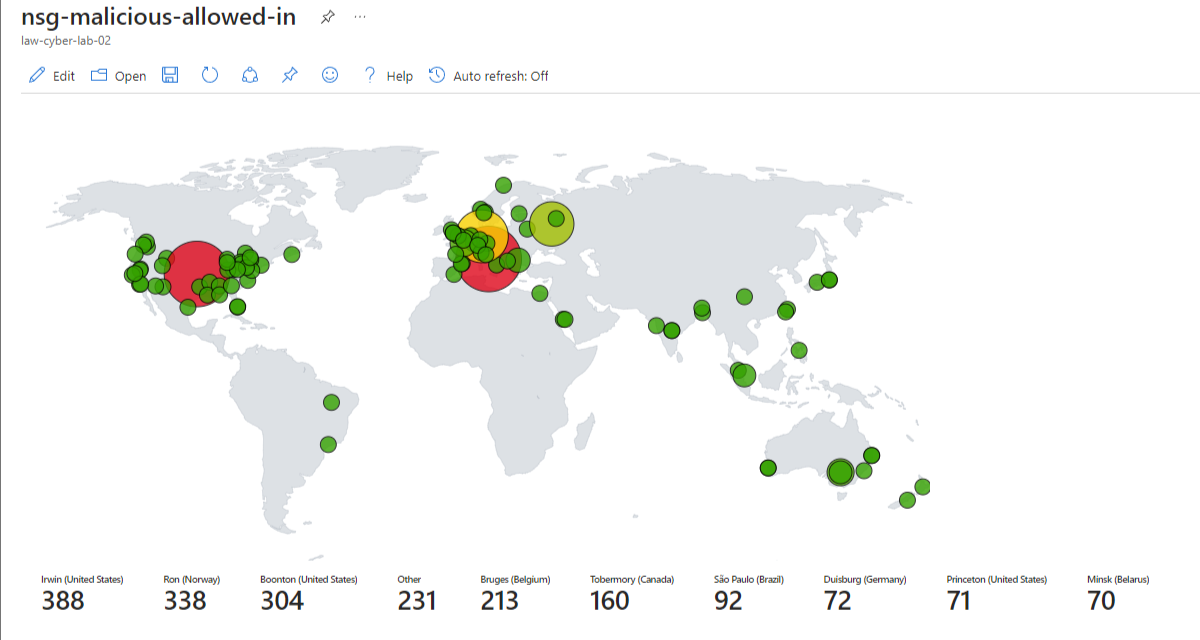 nsg-malicious-allowed-in
law-cyber-lab-02
Edit Open Help Auto refresh: Off
Irwin (United States) Ron (Norway) Boonton (United States) Other Bruges (Belgium) Tobermory (Canada) São Paulo (Brazil) Duisburg (Germany) Princeton (United States) Minsk (Belarus)
388 338 304 231 213 160 92 72 71 70